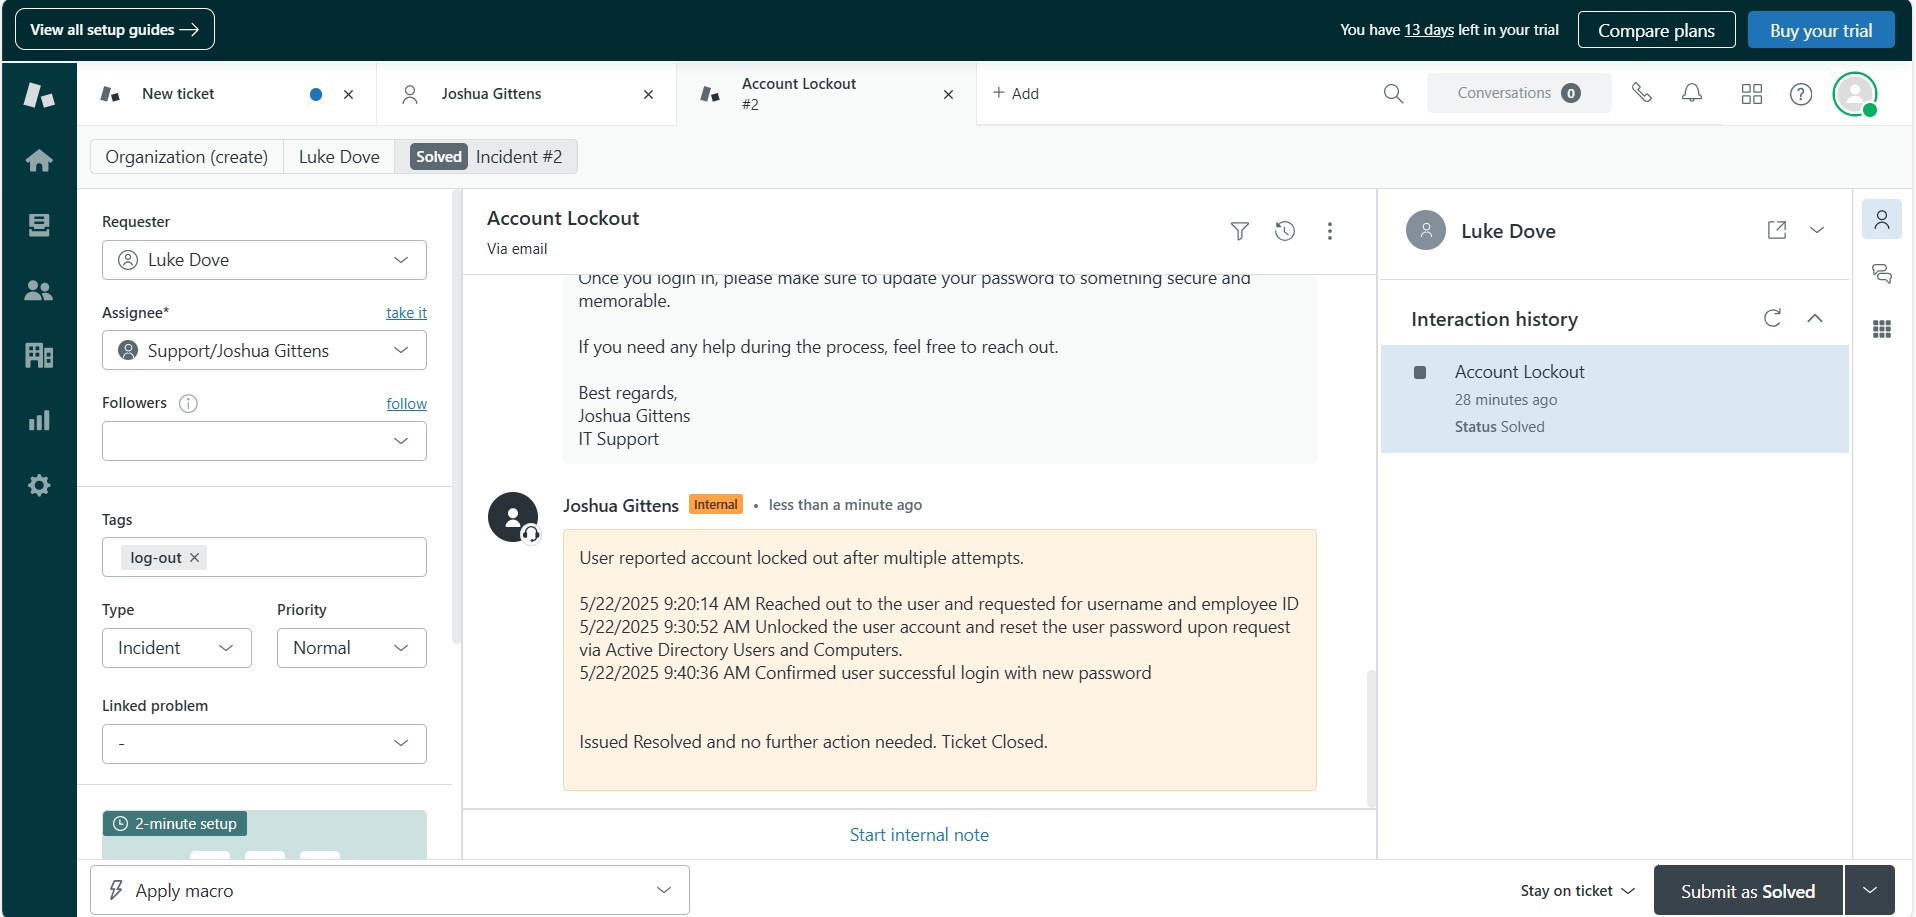 View all setup guides →
You have 13 days left in your trial
Compare plans
Buy your trial
New ticket
Joshua Gittens
Account Lockout
#2
+ Add
Conversations 0
Organization (create)
Luke Dove
Solved Incident #2
Requester
Luke Dove
Assignee*
take it
Support/Joshua Gittens
Followers
follow
Tags
log-out ×
Type
Priority
Incident
Normal
Linked problem
-
2-minute setup
Account Lockout
Via email
Once you login in, please make sure to update your password to something secure and
memorable.
If you need any help during the process, feel free to reach out.
Best regards,
Joshua Gittens
IT Support
Joshua Gittens Internal • less than a minute ago
User reported account locked out after multiple attempts.
5/22/2025 9:20:14 AM Reached out to the user and requested for username and employee ID
5/22/2025 9:30:52 AM Unlocked the user account and reset the user password upon request
via Active Directory Users and Computers.
5/22/2025 9:40:36 AM Confirmed user successful login with new password
Issued Resolved and no further action needed. Ticket Closed.
Start internal note
Luke Dove
Interaction history
Account Lockout
28 minutes ago
Status Solved
Apply macro
Stay on ticket
Submit as Solved